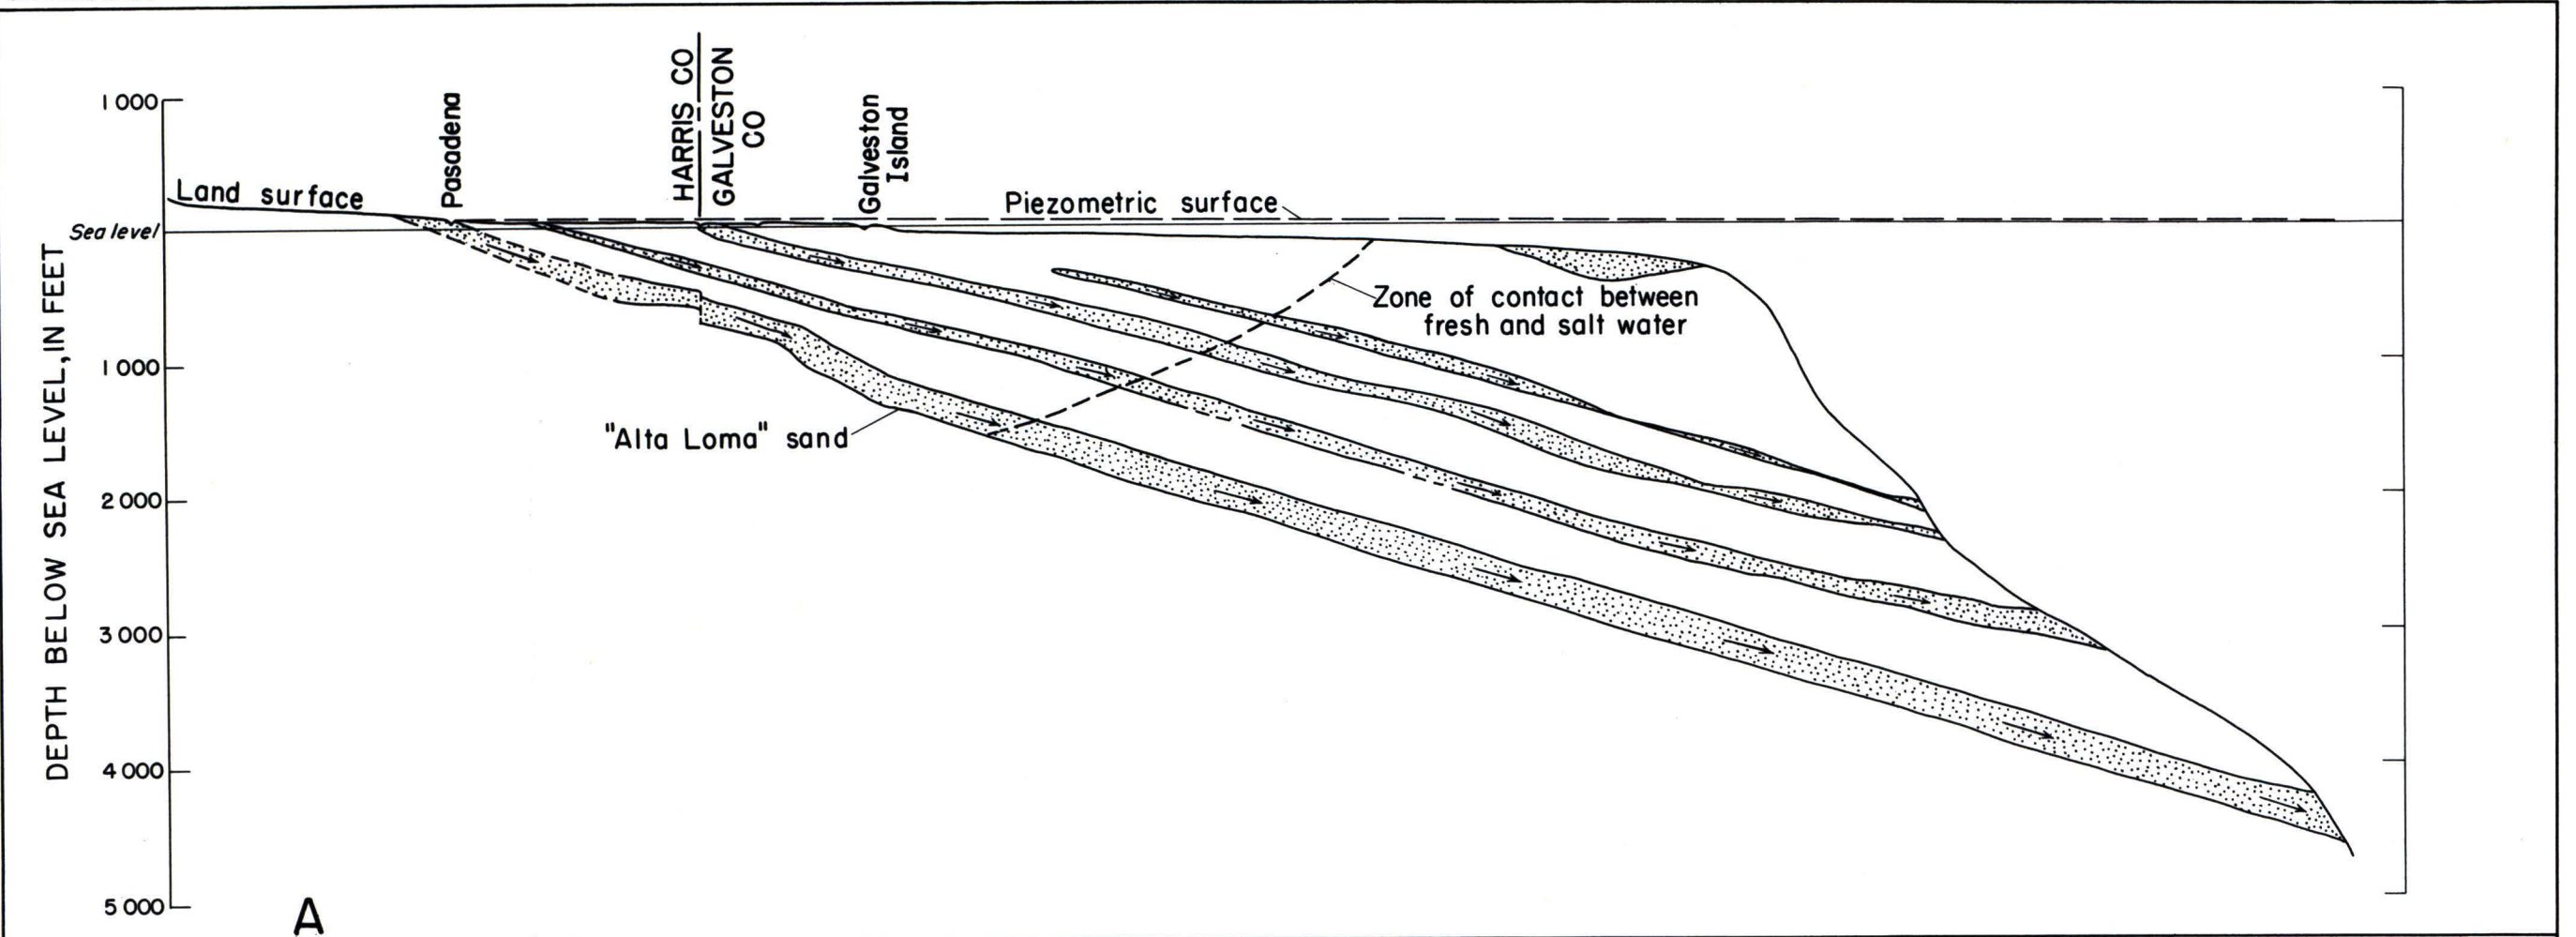 HARRIS CO
GALVESTON
CO
1 000
Pasadena
Galveston
Island
Land surface
Piezometric surface
Sea level
DEPTH BELOW SEA LEVEL, IN FEET
Zone of contact between
fresh and salt water
1 000
"Alta Loma" sand
2 000
3 000
4 000
5 000
A